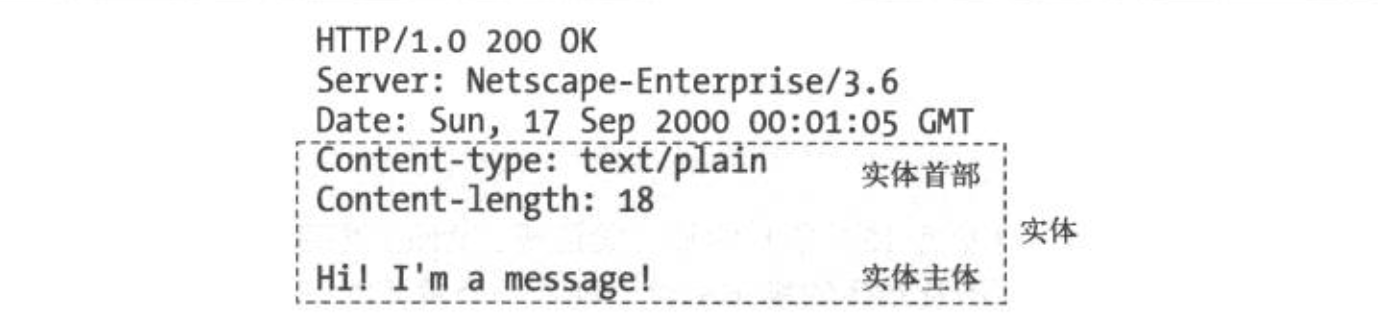 HTTP/1.0 200 OK
Server: Netscape-Enterprise/3.6
Date: Sun, 17 Sep 2000 00:01:05 GMT
Content-type: text/plain 实体首部
Content-length: 18
实体
Hi! I'm a message! 实体主体